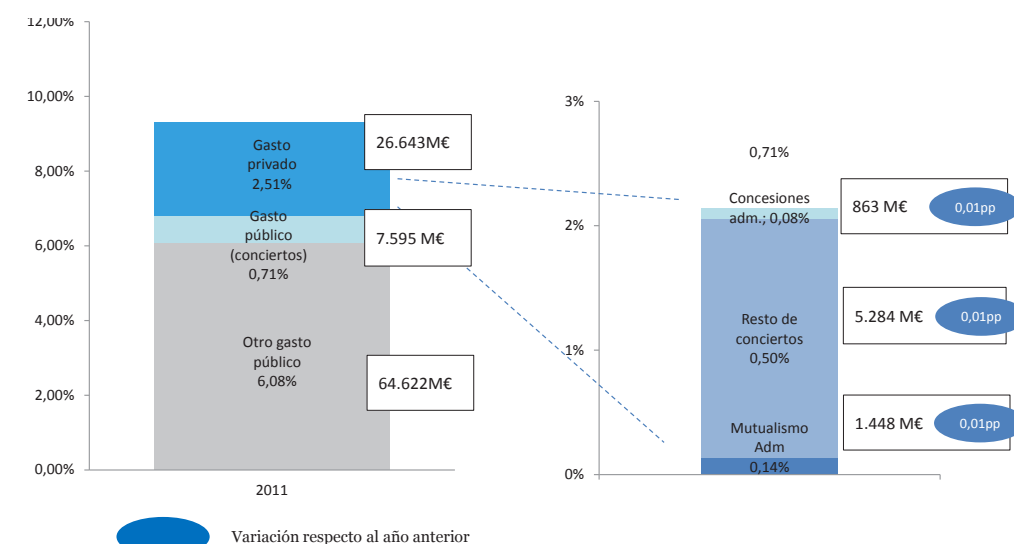 12,00%
10,00%
8,00%
6,00%
4,00%
2,00%
0,00%
Gasto
privado
2,51%
26.643M€
Gasto
público
(conciertos)
0,71%
7.595 M€
Otro gasto
público
6,08%
64.622M€
2011
3%
2%
1%
0%
0,71%
Concesiones
adm.; 0,08%
863 M€ 0,01pp
Resto de
conciertos
0,50%
5.284 M€ 0,01pp
Mutualismo
Adm
0,14%
1.448 M€ 0,01pp
Variación respecto al año anterior